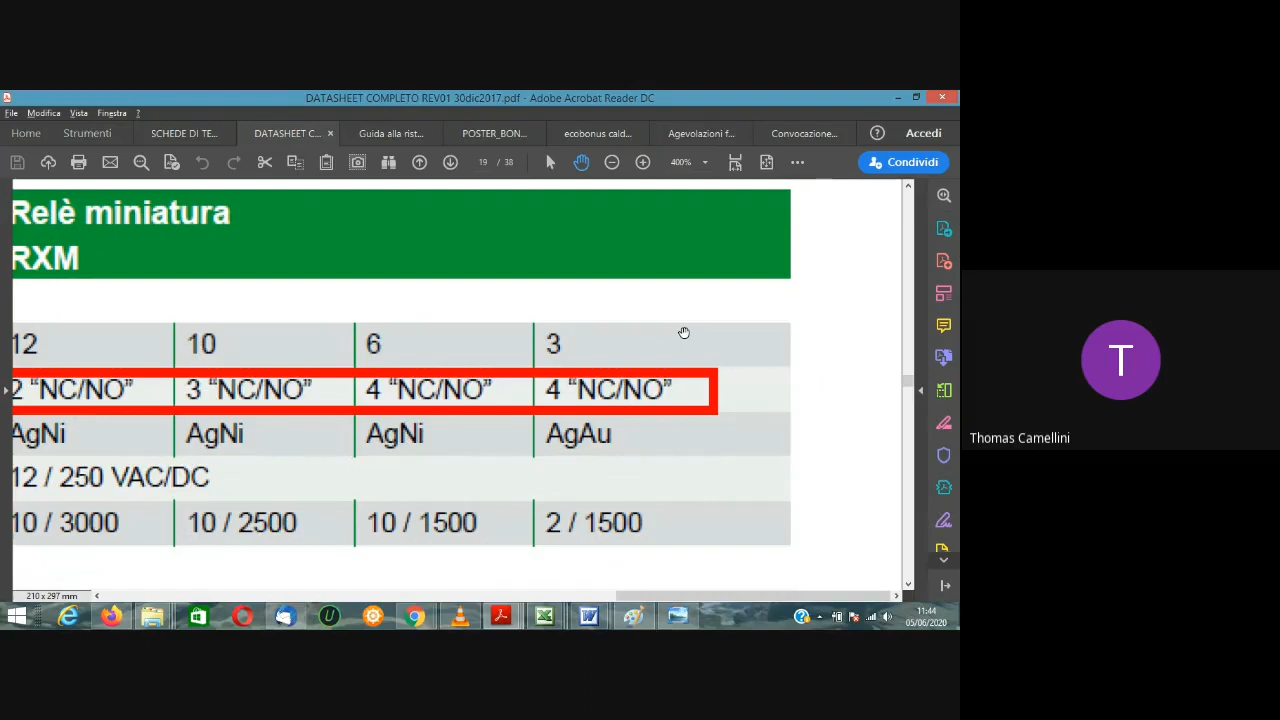 DATASHEET COMPLETO REV01 30dic2017.pdf - Adobe Acrobat Reader DC
File Modifica Vista Finestra ?
Home Strumenti SCHEDE DI TE... DATASHEET C... × Guida alla rist... POSTER_BON... ecobonus cald... Agevolazioni f... Convocazione... Accedi
19 / 38 400% Condividi
Relè miniatura
RXM
12 10 6 3
2 “NC/NO” 3 “NC/NO” 4 “NC/NO” 4 “NC/NO”
AgNi AgNi AgNi AgAu
12 / 250 VAC/DC
10 / 3000 10 / 2500 10 / 1500 2 / 1500
210 x 297 mm
11:44
05/06/2020
T
Thomas Camellini